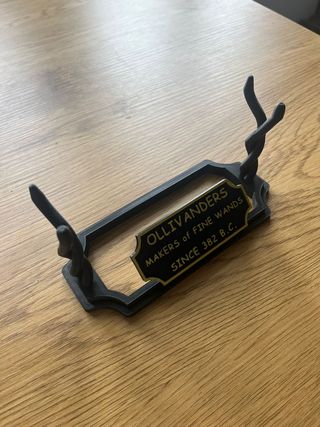 OLLIVANDERS
MAKERS of FINE WANDS
SINCE 382 B.C.